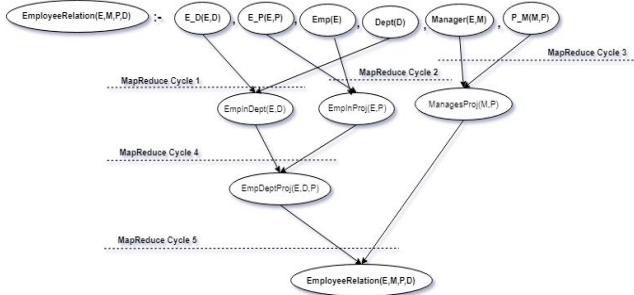 EmployeeRelation(E,M,P,D) :- E_D(E,D) , E_P(E,P) , Emp(E) , Dept(D) , Manager(E,M) , P_M(M,P)
MapReduce Cycle 3
MapReduce Cycle 2
MapReduce Cycle 1
EmpInDept(E,D) EmpInProj(E,P) ManagesProj(M,P)
MapReduce Cycle 4
EmpDeptProj(E,D,P)
MapReduce Cycle 5
EmployeeRelation(E,M,P,D)